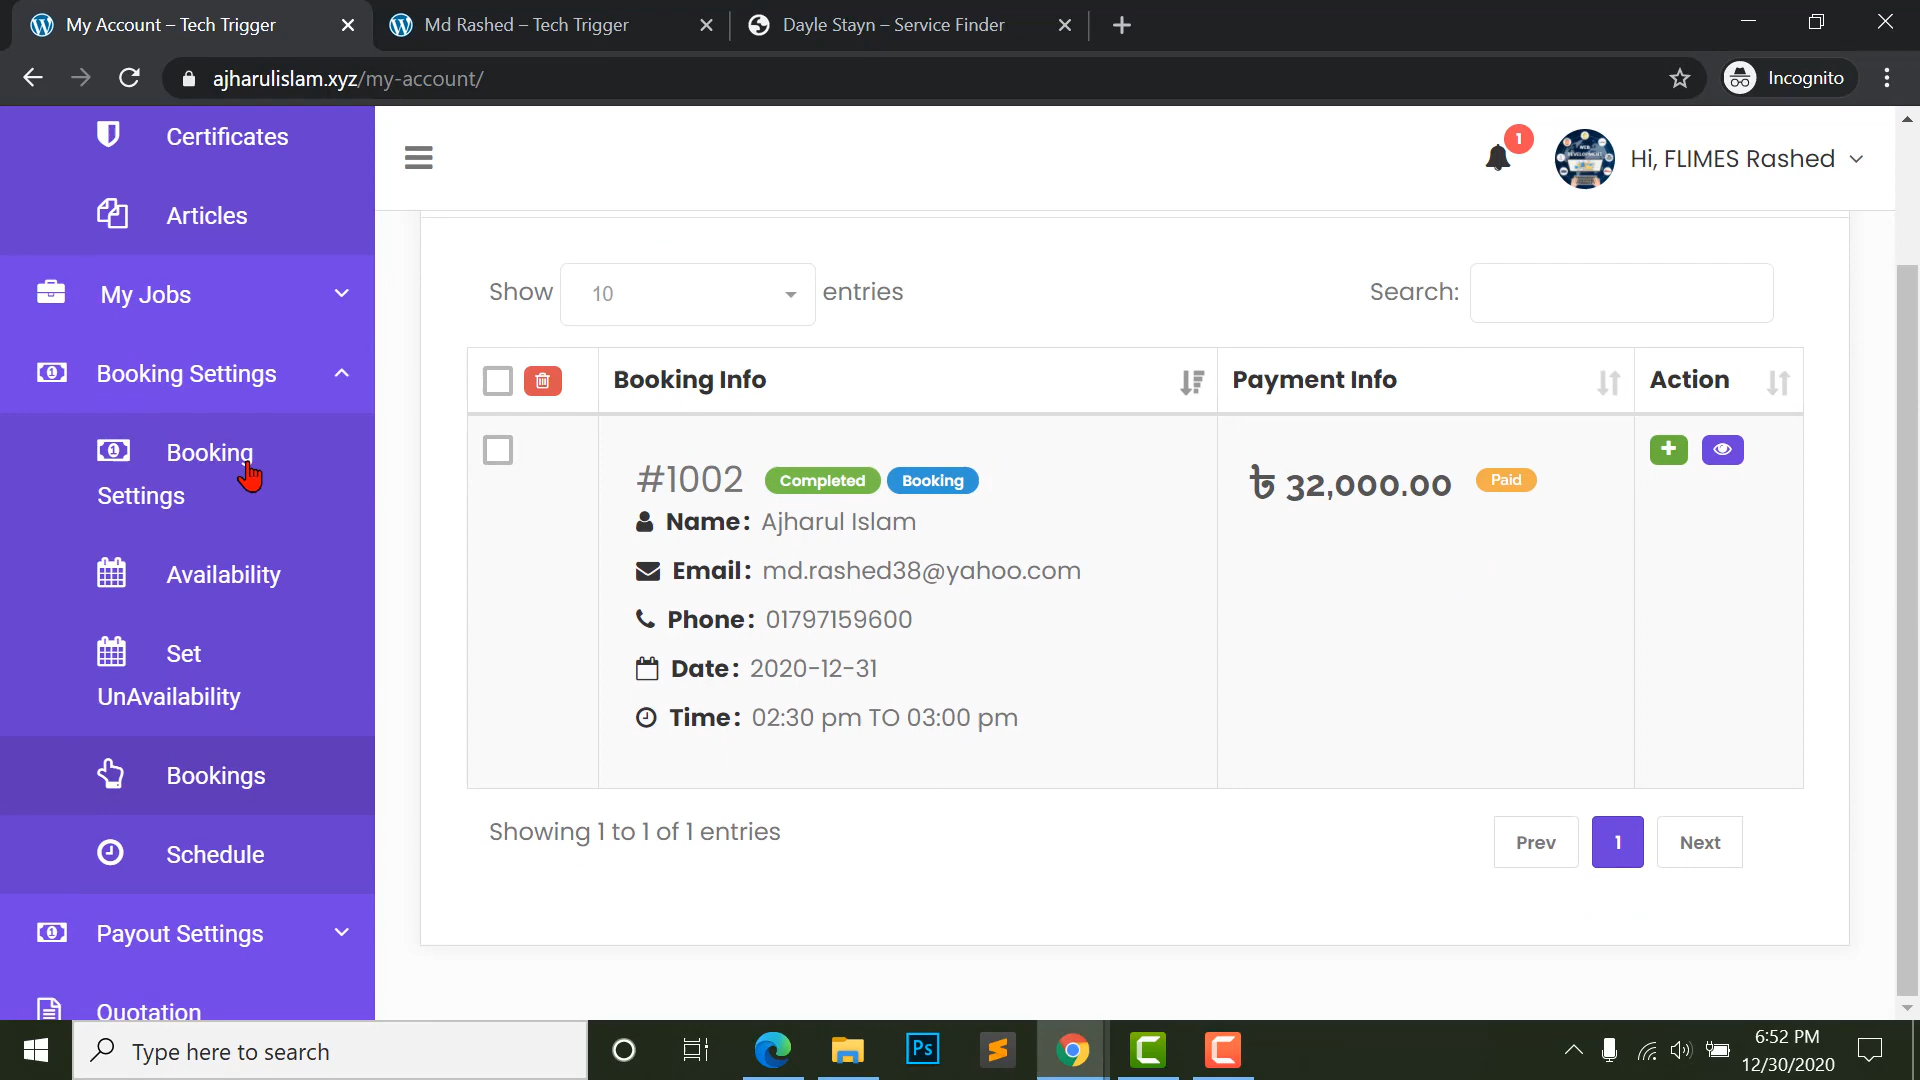 My Account – Tech Trigger
Md Rashed – Tech Trigger
Dayle Stayn – Service Finder
ajharulislam.xyz/my-account/
Incognito
Certificates
Articles
My Jobs
Booking Settings
Booking
Settings
Availability
Set
UnAvailability
Bookings
Schedule
Payout Settings
Quotation
1
Hi, FLIMES Rashed
Show 10 entries
Search:
Booking Info
Payment Info
Action
#1002 Completed Booking
Name: Ajharul Islam
Email: md.rashed38@yahoo.com
Phone: 01797159600
Date: 2020-12-31
Time: 02:30 pm TO 03:00 pm
৳ 32,000.00 Paid
Showing 1 to 1 of 1 entries
Prev 1 Next
Type here to search
Ps
6:52 PM
12/30/2020